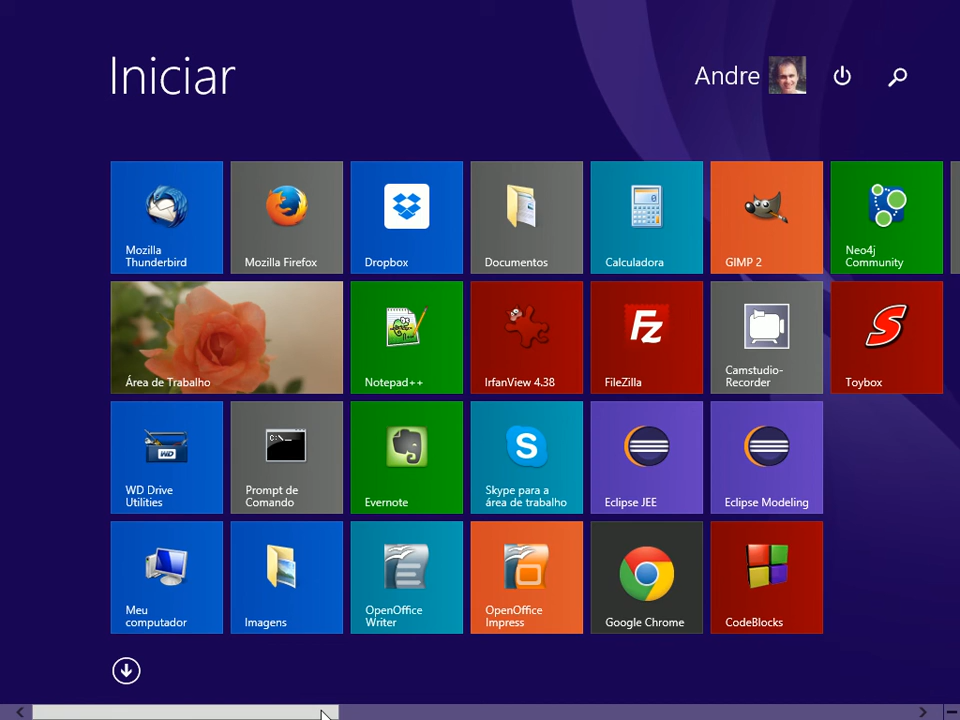 Iniciar
Andre
Mozilla
Thunderbird
Mozilla Firefox
Dropbox
Documentos
Calculadora
GIMP 2
Neo4j
Community
Área de Trabalho
Notepad++
IrfanView 4.38
FZ
FileZilla
Camstudio-
Recorder
S
Toybox
WD
WD Drive
Utilities
C:\
Prompt de
Comando
Evernote
S
Skype para a
área de trabalho
Eclipse JEE
Eclipse Modeling
Meu
computador
Imagens
OpenOffice
Writer
OpenOffice
Impress
Google Chrome
CodeBlocks